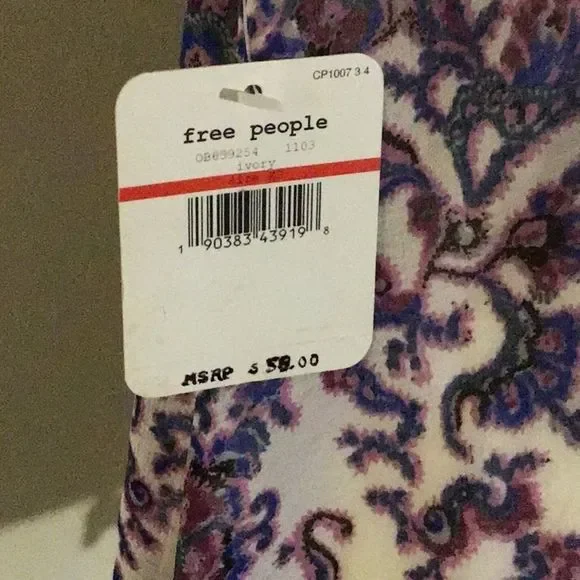 CP1007 3 4
free people
OB659254 1103
ivory
1 90383 43919 8
MSRP $ 58.00